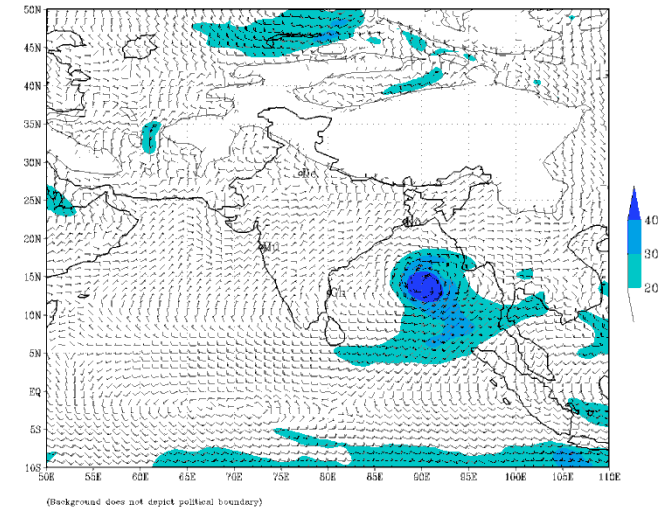 50N
45N
40N
35N
30N
25N
20N
15N
10N
5N
EQ
5S
10S
50E 55E 60E 65E 70E 75E 80E 85E 90E 95E 100E 105E 110E
40
30
20
(Background does not depict political boundary)